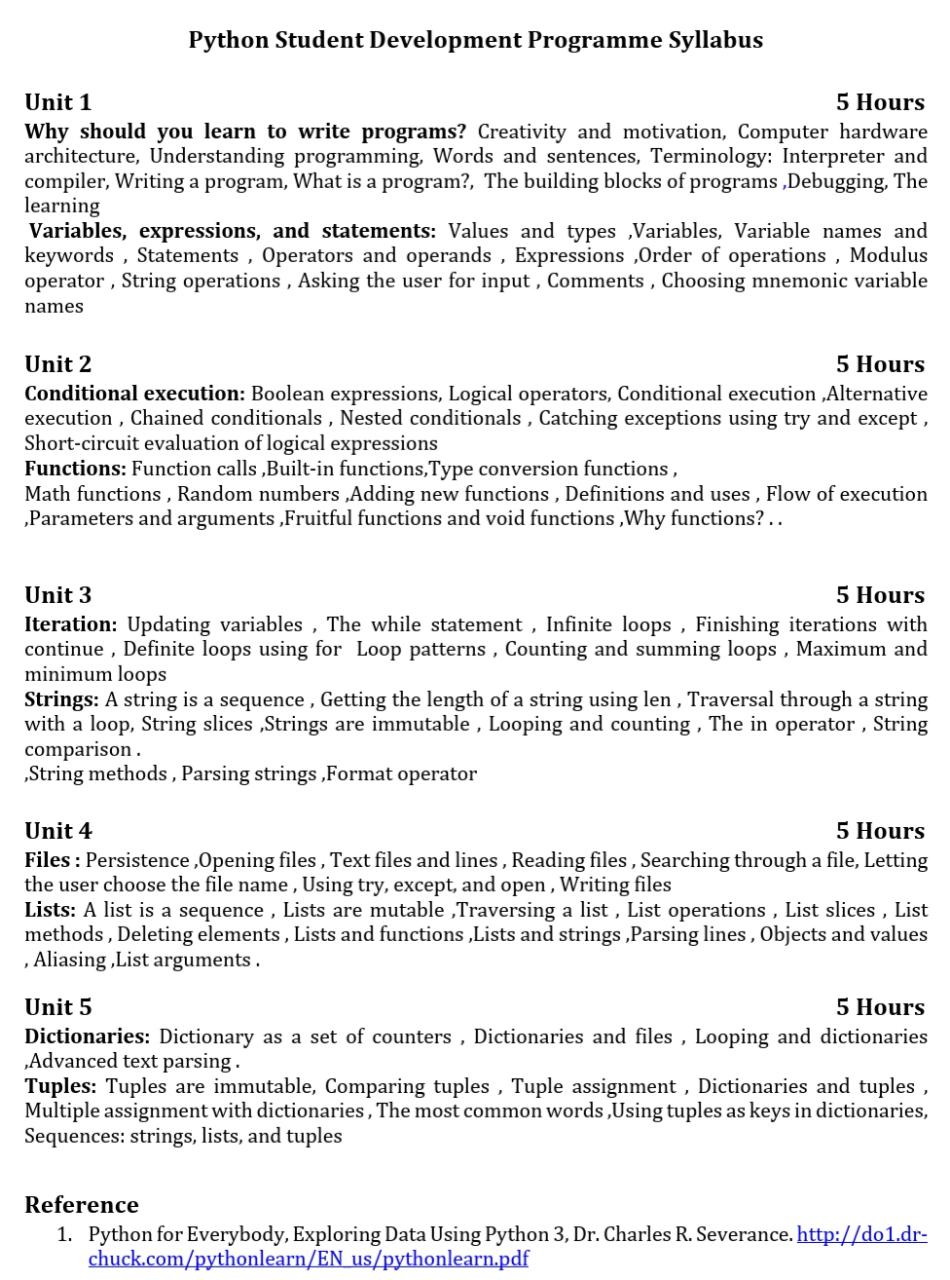 Python Student Development Programme Syllabus
Unit 1 5 Hours
Why should you learn to write programs? Creativity and motivation, Computer hardware
architecture, Understanding programming, Words and sentences, Terminology: Interpreter and
compiler, Writing a program, What is a program?, The building blocks of programs ,Debugging, The
learning
Variables, expressions, and statements: Values and types ,Variables, Variable names and
keywords , Statements , Operators and operands , Expressions ,Order of operations , Modulus
operator , String operations , Asking the user for input , Comments , Choosing mnemonic variable
names
Unit 2 5 Hours
Conditional execution: Boolean expressions, Logical operators, Conditional execution ,Alternative
execution , Chained conditionals , Nested conditionals , Catching exceptions using try and except ,
Short-circuit evaluation of logical expressions
Functions: Function calls ,Built-in functions,Type conversion functions ,
Math functions , Random numbers ,Adding new functions , Definitions and uses , Flow of execution
,Parameters and arguments ,Fruitful functions and void functions ,Why functions? . .
Unit 3 5 Hours
Iteration: Updating variables , The while statement , Infinite loops , Finishing iterations with
continue , Definite loops using for Loop patterns , Counting and summing loops , Maximum and
minimum loops
Strings: A string is a sequence , Getting the length of a string using len , Traversal through a string
with a loop, String slices ,Strings are immutable , Looping and counting , The in operator , String
comparison .
,String methods , Parsing strings ,Format operator
Unit 4 5 Hours
Files : Persistence ,Opening files , Text files and lines , Reading files , Searching through a file, Letting
the user choose the file name , Using try, except, and open , Writing files
Lists: A list is a sequence , Lists are mutable ,Traversing a list , List operations , List slices , List
methods , Deleting elements , Lists and functions ,Lists and strings ,Parsing lines , Objects and values
, Aliasing ,List arguments .
Unit 5 5 Hours
Dictionaries: Dictionary as a set of counters , Dictionaries and files , Looping and dictionaries
,Advanced text parsing .
Tuples: Tuples are immutable, Comparing tuples , Tuple assignment , Dictionaries and tuples ,
Multiple assignment with dictionaries , The most common words ,Using tuples as keys in dictionaries,
Sequences: strings, lists, and tuples
Reference
1. Python for Everybody, Exploring Data Using Python 3, Dr. Charles R. Severance. http://do1.dr-
chuck.com/pythonlearn/EN_us/pythonlearn.pdf